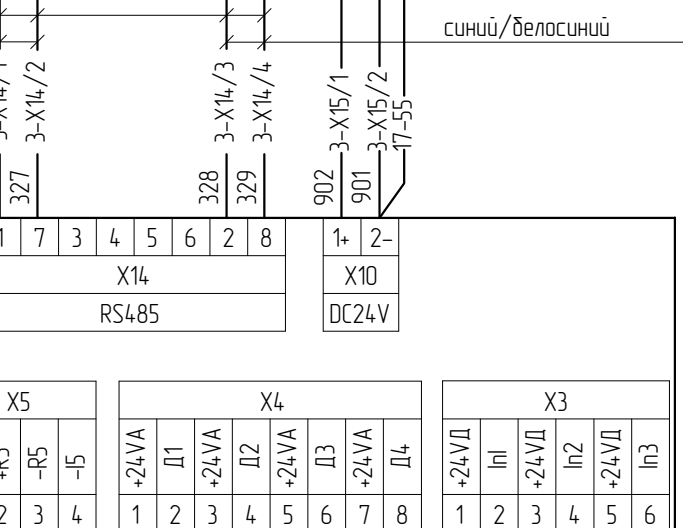 синий/белосиний
3-X14/1 3-X14/2 3-X14/3 3-X14/4 3-X15/1 3-X15/2 17-55
327 328 329 902 901
1 7 3 4 5 6 2 8 1+ 2-
X14 X10
RS485 DC24V
X5 X4 X3
+R5 -R5 -I5 +24VA Д1 +24VA Д2 +24VA Д3 +24VA Д4 +24VД In1 +24VД In2 +24VД In3
2 3 4 1 2 3 4 5 6 7 8 1 2 3 4 5 6